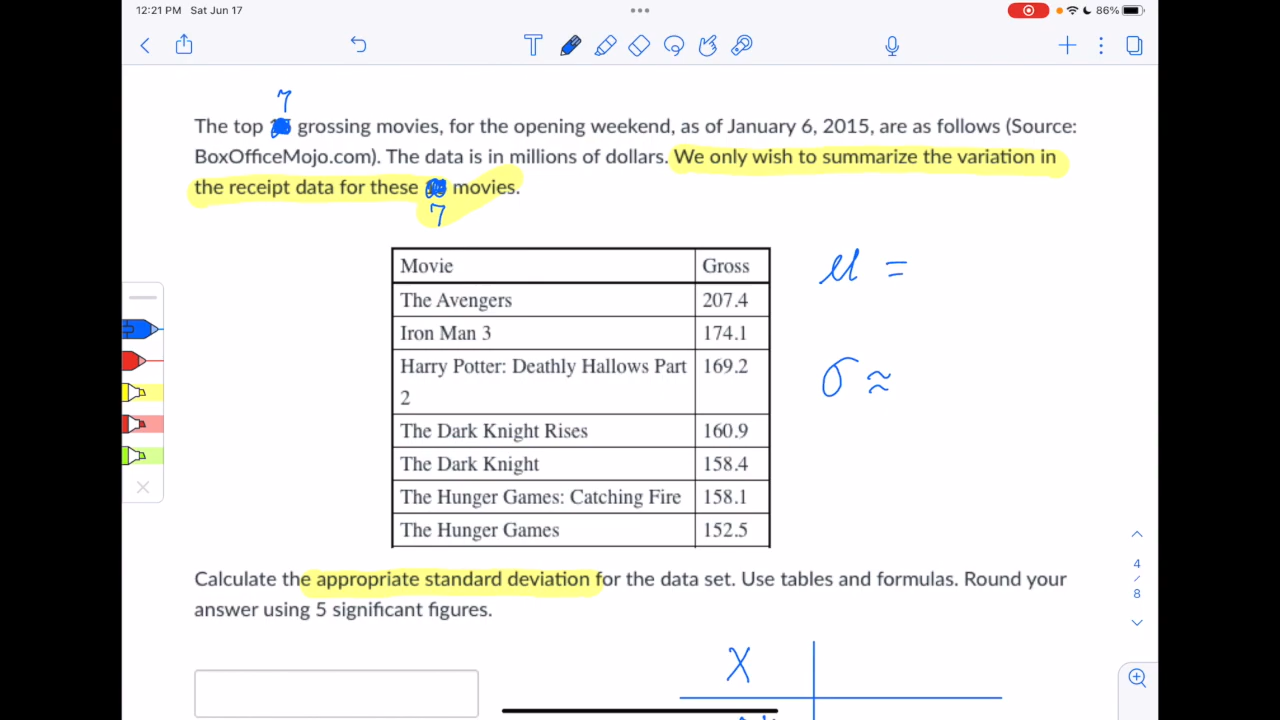 12:21 PM Sat Jun 17
86%
T
7
The top grossing movies, for the opening weekend, as of January 6, 2015, are as follows (Source:
BoxOfficeMojo.com). The data is in millions of dollars. We only wish to summarize the variation in
the receipt data for these movies.
7
Movie Gross
The Avengers 207.4
Iron Man 3 174.1
Harry Potter: Deathly Hallows Part 169.2
2
The Dark Knight Rises 160.9
The Dark Knight 158.4
The Hunger Games: Catching Fire 158.1
The Hunger Games 152.5
μ =
σ ≈
4
/
8
Calculate the appropriate standard deviation for the data set. Use tables and formulas. Round your
answer using 5 significant figures.
X